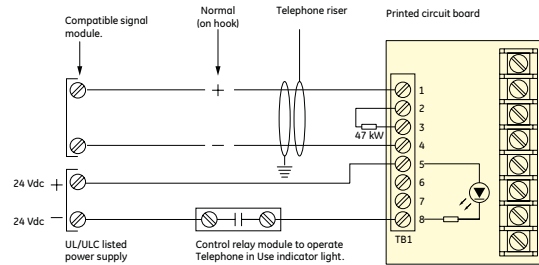 Compatible signal
module.
Normal
(on hook)
Telephone riser
Printed circuit board
+
−
47 kW
1
2
3
4
5
6
7
8
TB1
24 Vdc +
24 Vdc −
UL/ULC listed
power supply
Control relay module to operate
Telephone in Use indicator light.